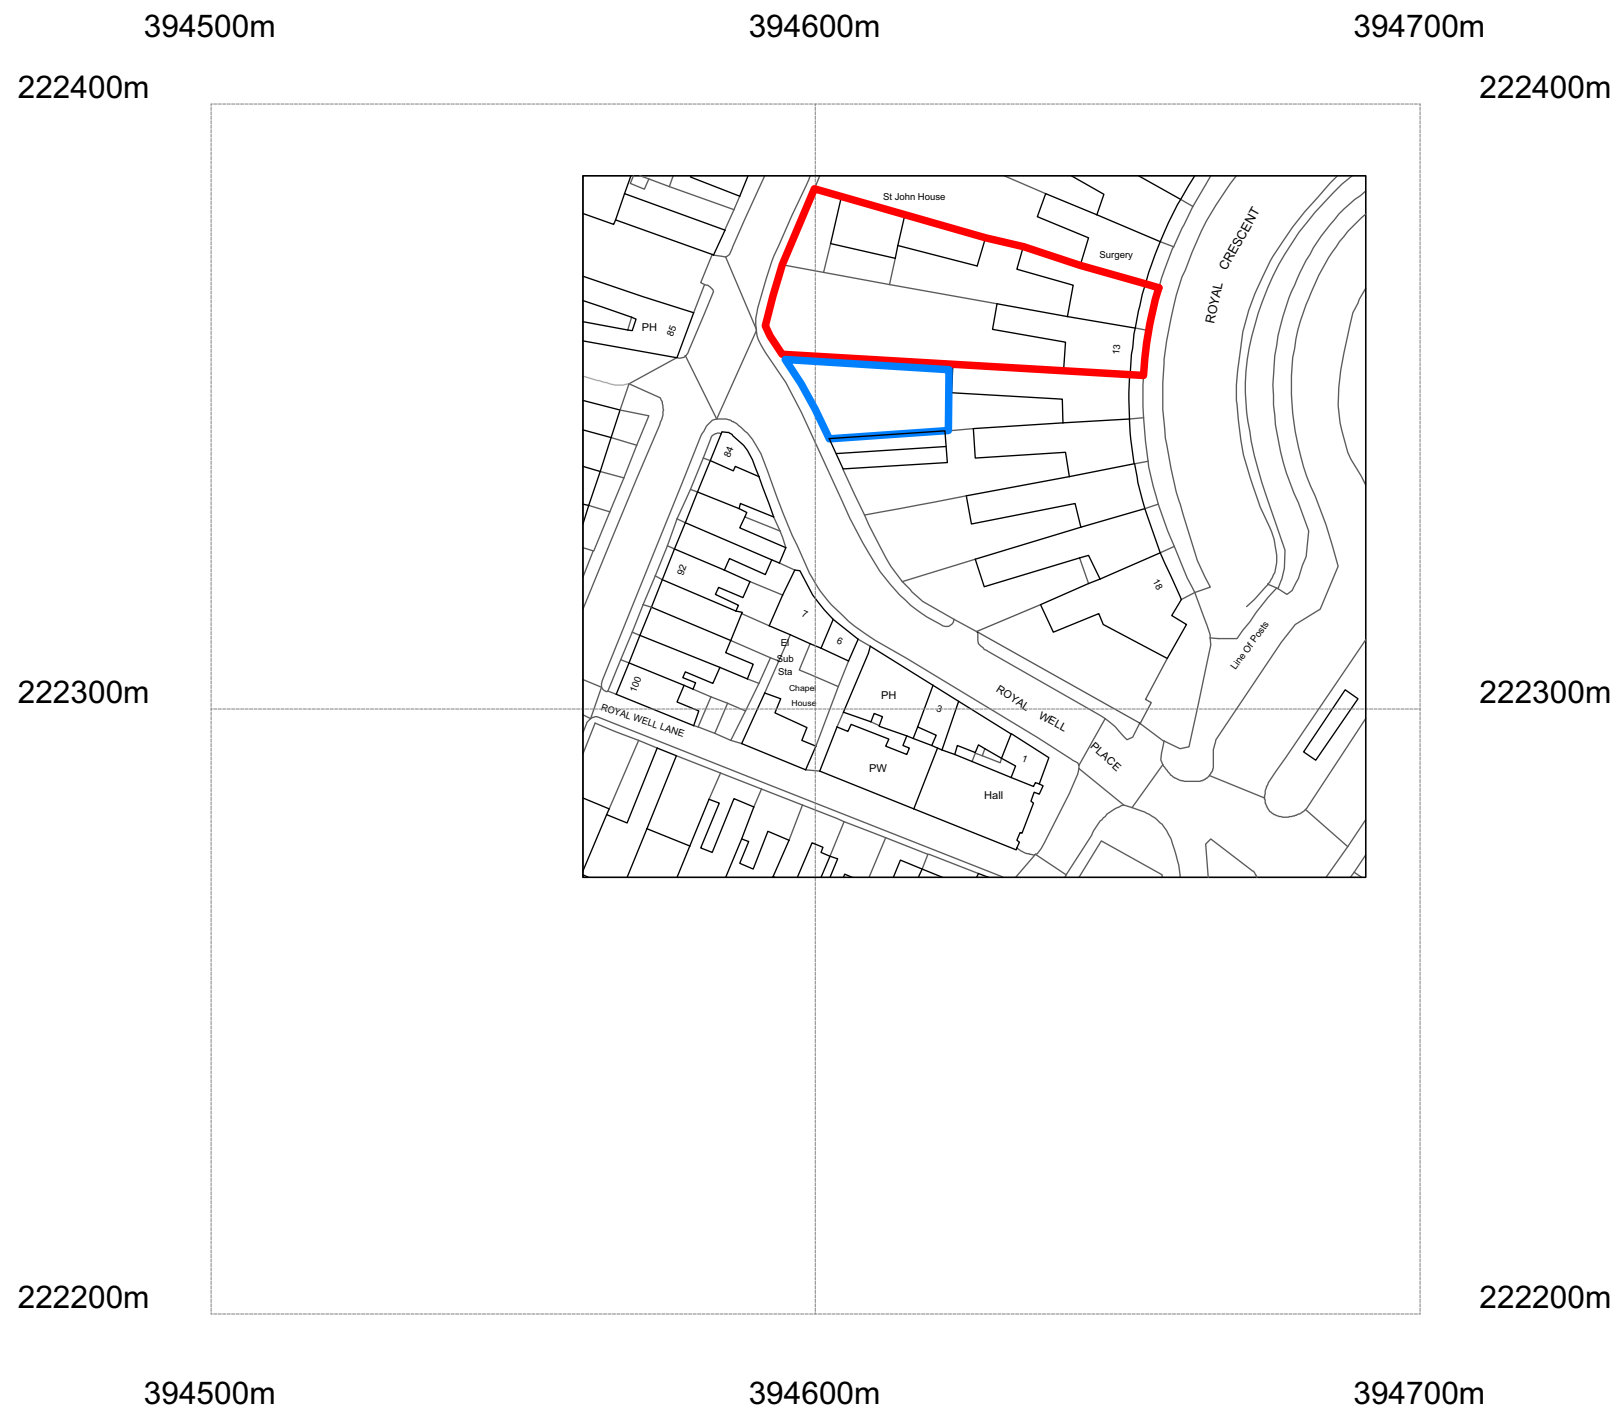 394500m
394600m
394700m
222400m
222400m
St John House
Surgery
ROYAL CRESCENT
PH
85
13
84
92
18
7
6
El
Sub
Sta
Chapel
House
Line Of Posts
100
222300m
222300m
PH
3
ROYAL WELL
PLACE
ROYAL WELL LANE
1
PW
Hall
222200m
222200m
394500m
394600m
394700m